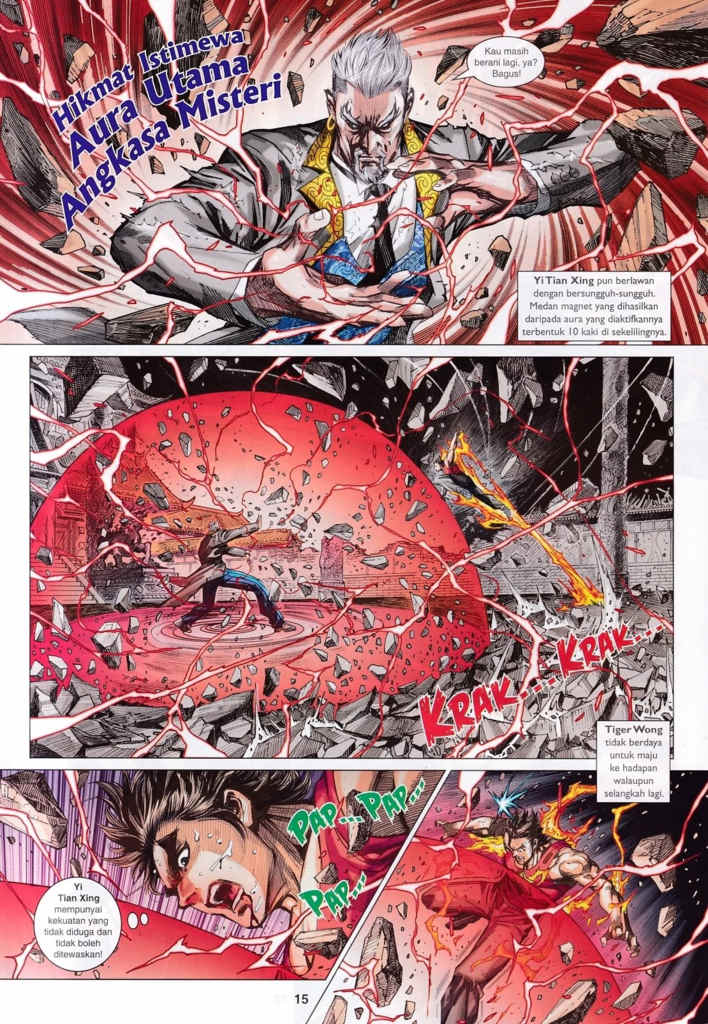 Hikmat Istimewa
Aura Utama
Angkasa Misteri
Kau masih
berani lagi, ya?
Bagus!
Yi Tian Xing pun berlawan
dengan bersungguh-sungguh.
Medan magnet yang dihasilkan
daripada aura yang diaktifkannya
terbentuk 10 kaki di sekelilingnya.
KRAK...KRAK...
Tiger Wong
tidak berdaya
untuk maju
ke hadapan
walaupun
selangkah lagi.
PAP...PAP...
PAP...
Yi
Tian Xing
mempunyai
kekuatan yang
tidak diduga dan
tidak boleh
ditewaskan!
15